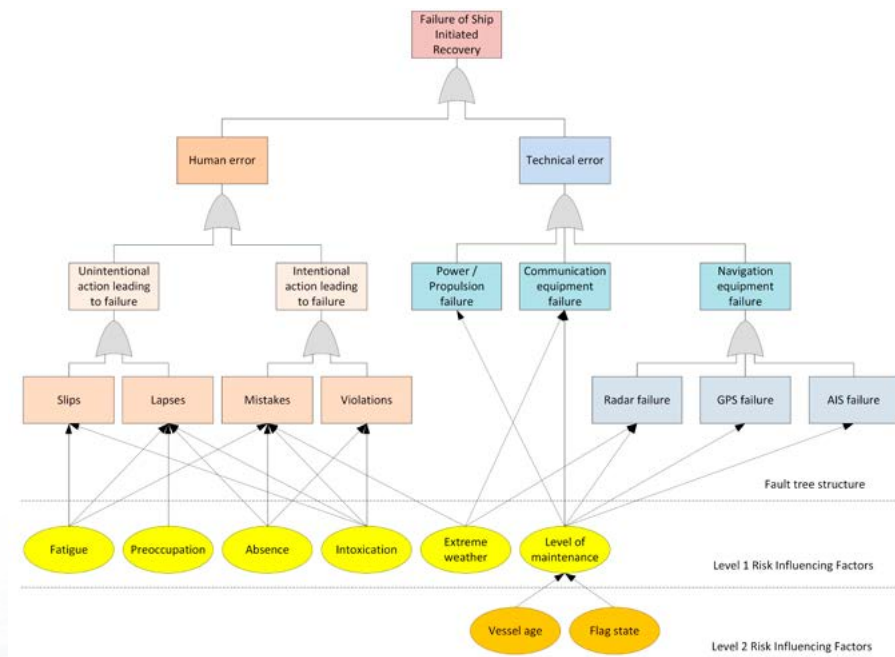 Failure of Ship
Initiated
Recovery
Human error
Technical error
Unintentional
action leading
to failure
Intentional
action leading
to failure
Power /
Propulsion
failure
Communication
equipment
failure
Navigation
equipment
failure
Slips
Lapses
Mistakes
Violations
Radar failure
GPS failure
AIS failure
Fault tree structure
Fatigue
Preoccupation
Absence
Intoxication
Extreme
weather
Level of
maintenance
Level 1 Risk Influencing Factors
Vessel age
Flag state
Level 2 Risk Influencing Factors